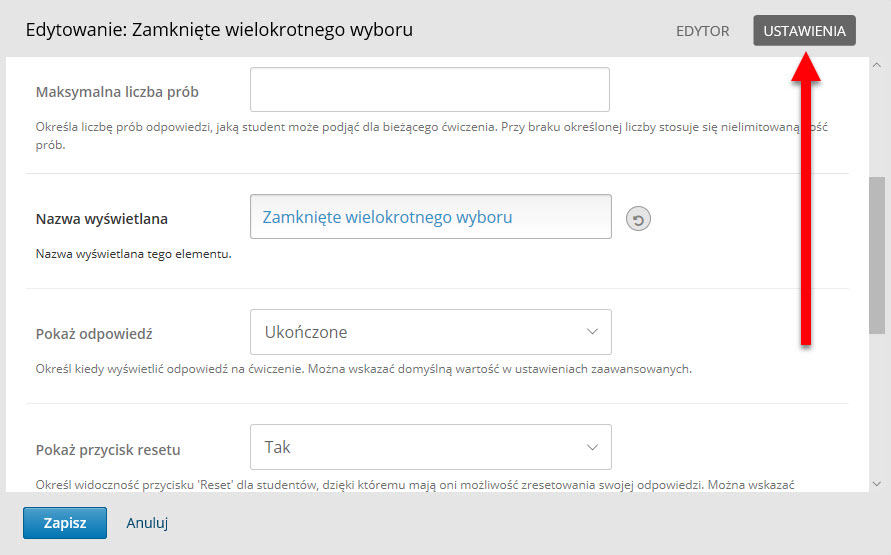 Edytowanie: Zamknięte wielokrotnego wyboru
EDYTOR
USTAWIENIA
Maksymalna liczba prób
Określa liczbę prób odpowiedzi, jaką student może podjąć dla bieżącego ćwiczenia. Przy braku określonej liczby stosuje się nielimitowaną ość
prób.
Nazwa wyświetlana
Zamknięte wielokrotnego wyboru
Nazwa wyświetlana tego elementu.
Pokaż odpowiedź
Ukończone
Określ kiedy wyświetlić odpowiedź na ćwiczenie. Można wskazać domyślną wartość w ustawieniach zaawansowanych.
Pokaż przycisk resetu
Tak
Określ widoczność przycisku 'Reset' dla studentów, dzięki któremu mają oni możliwość zresetowania swojej odpowiedzi. Można wskazać
Zapisz
Anuluj